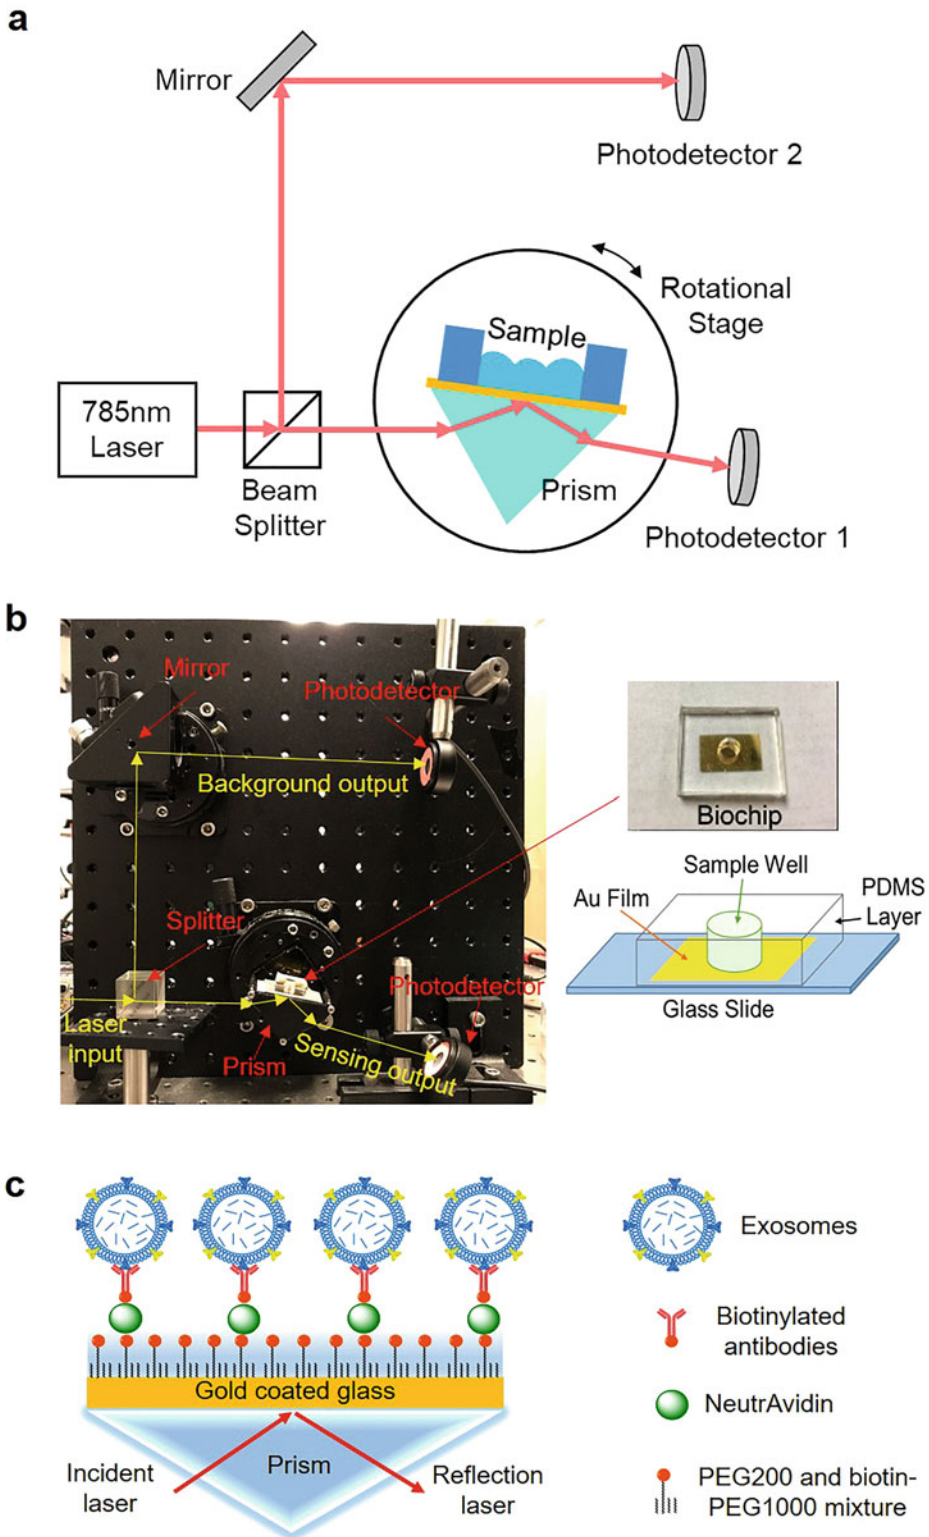 a
Mirror
Photodetector 2
Rotational
Stage
Sample
785nm
Laser
Beam
Splitter
Prism
Photodetector 1
b
Mirror
Photodetector
Background output
Splitter
Laser
input
Prism
Sensing output
Photodetector
Biochip
Sample Well
Au Film
PDMS
Layer
Glass Slide
c
Exosomes
Biotinylated
antibodies
Gold coated glass
NeutrAvidin
Incident
laser
Prism
Reflection
laser
PEG200 and biotin-
PEG1000 mixture